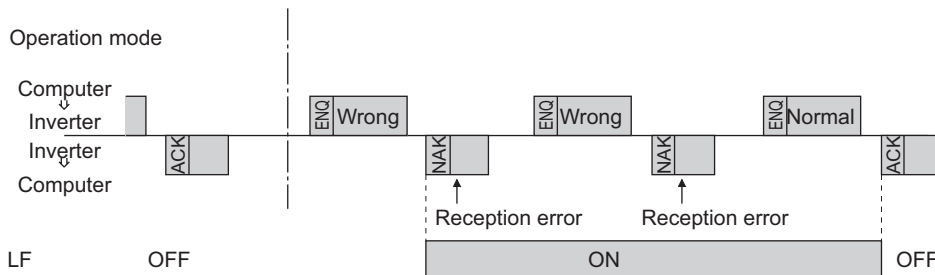 Operation mode
Computer
Inverter
Inverter
Computer
ENQ Wrong ENQ Wrong ENQ Normal
ACK NAK NAK ACK
Reception error Reception error
LF OFF ON OFF